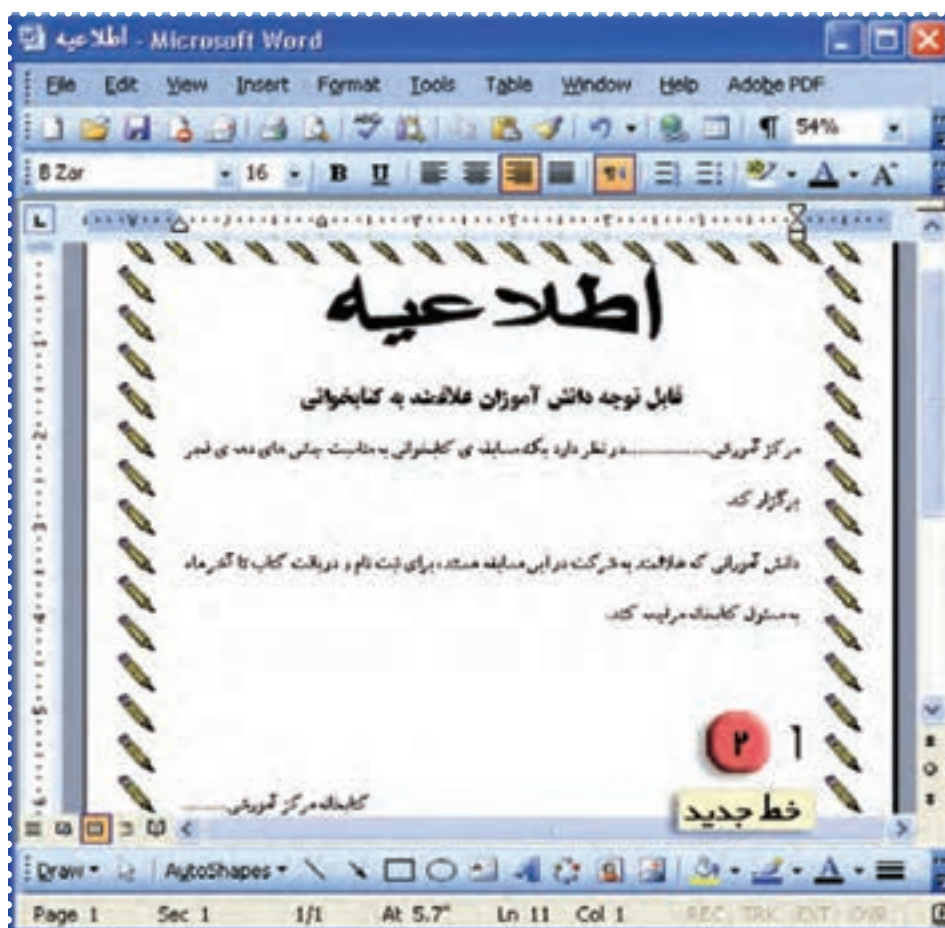 اطلاعیه - Microsoft Word
File Edit View Insert Format Tools Table Window Help Adobe PDF
54%
B Zar 16 B U
اطلاعیه
قابل توجه دانش آموزان علاقمند به کتابخوانی
مرکز آموزشی..............در نظر دارد یک مسابقه ی کتابخوانی به مناسبت جشن های دهه ی فجر
برگزار کند
دانش آموزانی که علاقمند به شرکت در این مسابقه هستند، برای ثبت نام و دریافت کتاب تا آخر ماه
به مسئول کتابخانه مراجعه کنند.
۲
خط جدید
کتابخانه مرکز آموزشی.......
Draw AutoShapes
Page 1 Sec 1 1/1 At 5.7" Ln 11 Col 1 REC TRK EXT OVR